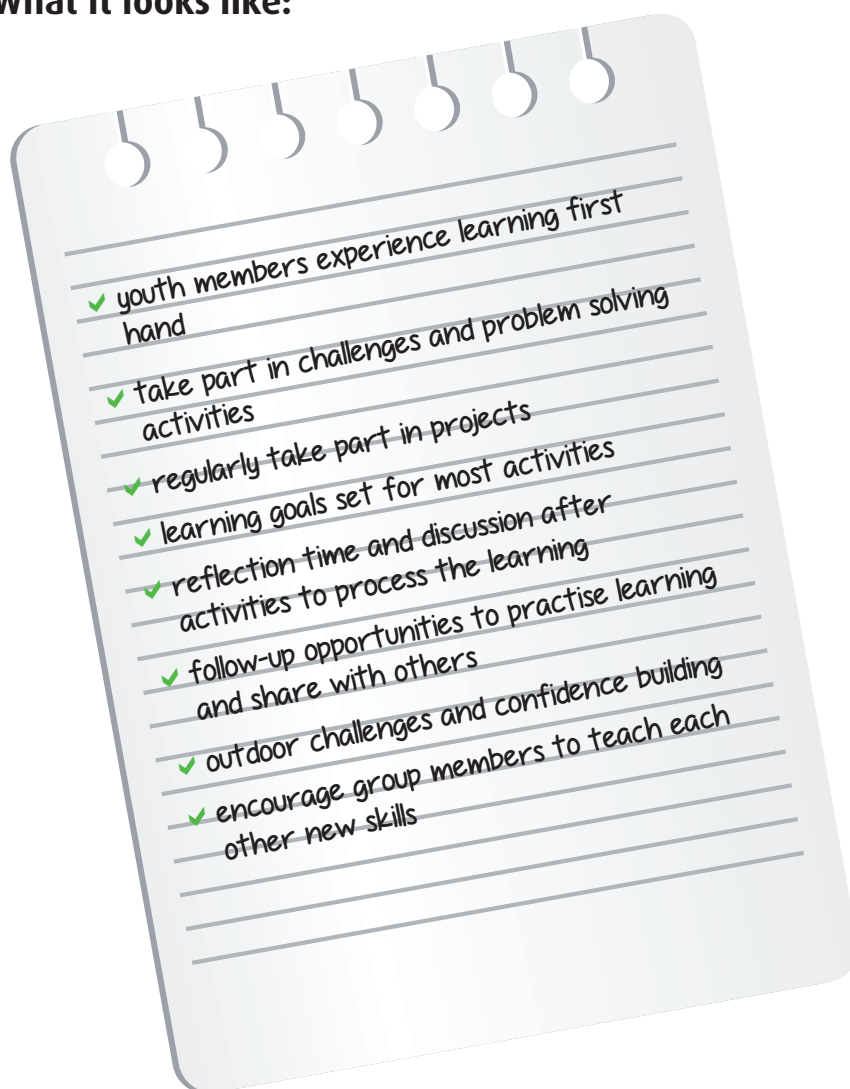 What it looks like:
youth members experience learning first
hand
take part in challenges and problem solving
activities
regularly take part in projects
learning goals set for most activities
reflection time and discussion after
activities to process the learning
follow-up opportunities to practise learning
and share with others
outdoor challenges and confidence building
encourage group members to teach each
other new skills